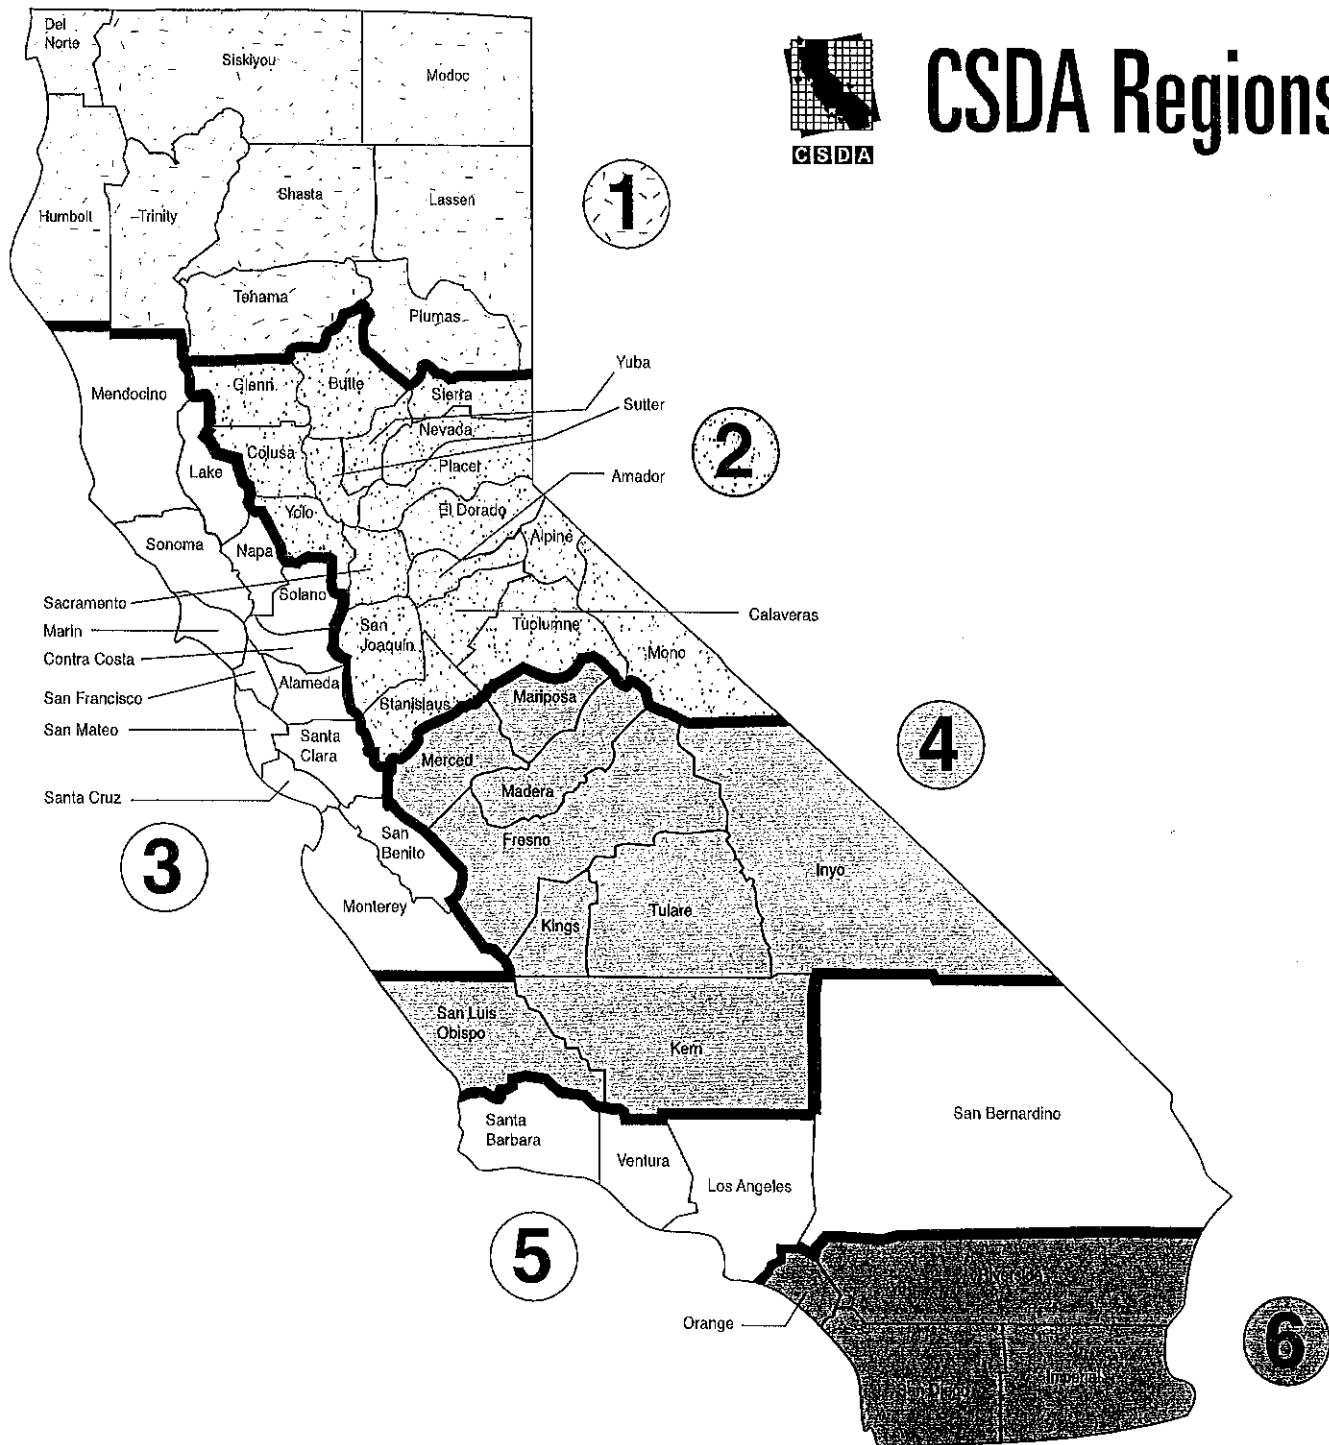 CSDA Regions
CSDA
Del
Norte
Siskiyou
Modoc
1
Humbolt
Trinity
Shasta
Lassen
Tehama
Plumas
Yuba
Mendocino
Glenn
Butte
Sierra
Sutter
Nevada
2
Colusa
Lake
Placer
Amador
Yolo
El Dorado
Sonoma
Napa
Alpine
Solano
Sacramento
Calaveras
San
Joaquin
Tuolumne
Marin
Mono
Contra Costa
Alameda
San Francisco
Stanislaus
Mariposa
San Mateo
Santa
Clara
4
Merced
Madera
Santa Cruz
San
Benito
Fresno
3
Inyo
Monterey
Kings
Tulare
San Luis
Obispo
Kern
San Bernardino
Santa
Barbara
Ventura
Los Angeles
5
Orange
6
San Diego
Imperial